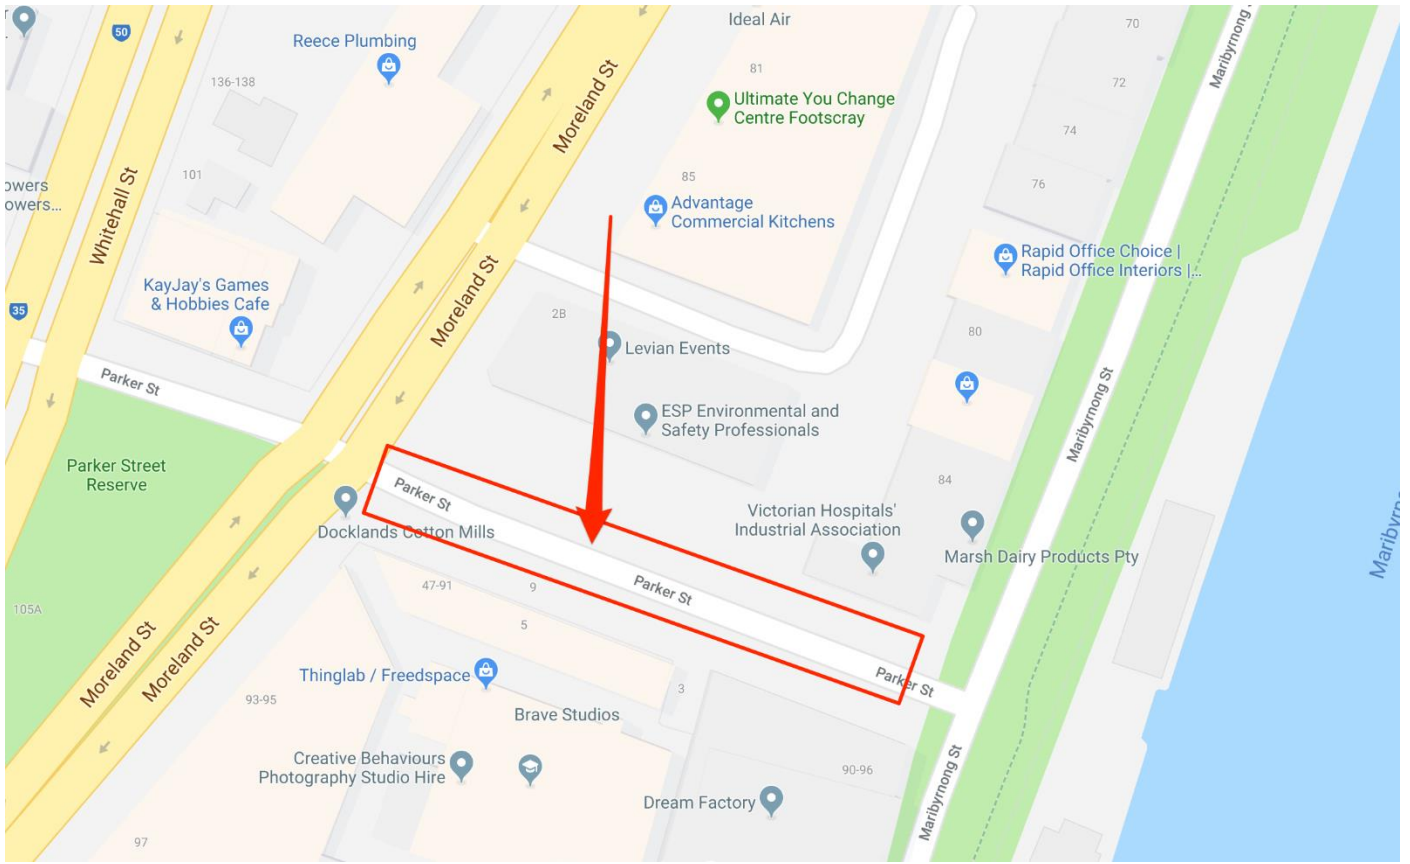 50
Reece Plumbing
136-138
Moreland St
Ideal Air
81
Ultimate You Change
Centre Footscray
70
72
74
76
Maribyrnong
101
85
Advantage
Commercial Kitchens
owers
owers...
Whitehall St
KayJay's Games
& Hobbies Cafe
35
Moreland St
2B
Levian Events
Rapid Office Choice |
Rapid Office Interiors |...
80
Parker St
ESP Environmental and
Safety Professionals
Maribyrnong St
Parker Street
Reserve
84
Parker St
Docklands Cotton Mills
Victorian Hospitals'
Industrial Association
Marsh Dairy Products Pty
47-91
9
5
3
Parker St
Parker St
105A
Moreland St
Moreland St
Thinglab / Freedspace
93-95
Brave Studios
Creative Behaviours
Photography Studio Hire
90-96
Dream Factory
97
Maribyrnong St